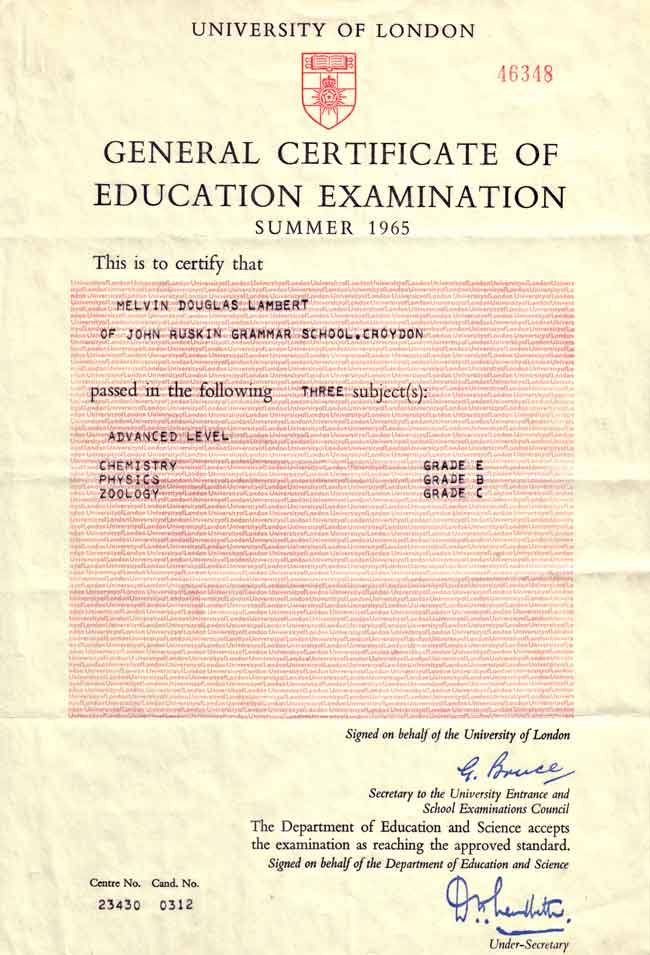 UNIVERSITY OF LONDON
46348
GENERAL CERTIFICATE OF
EDUCATION EXAMINATION
SUMMER 1965
This is to certify that
MELVIN DOUGLAS LAMBERT
OF JOHN RUSKIN GRAMMAR SCHOOL, CROYDON
passed in the following THREE subject(s):
ADVANCED LEVEL
CHEMISTRY GRADE E
PHYSICS GRADE B
ZOOLOGY GRADE C
Signed on behalf of the University of London
G. Bruce
Secretary to the University Entrance and
School Examinations Council
The Department of Education and Science accepts
the examination as reaching the approved standard.
Signed on behalf of the Department of Education and Science
Centre No. Cand. No.
23430 0312
Under-Secretary